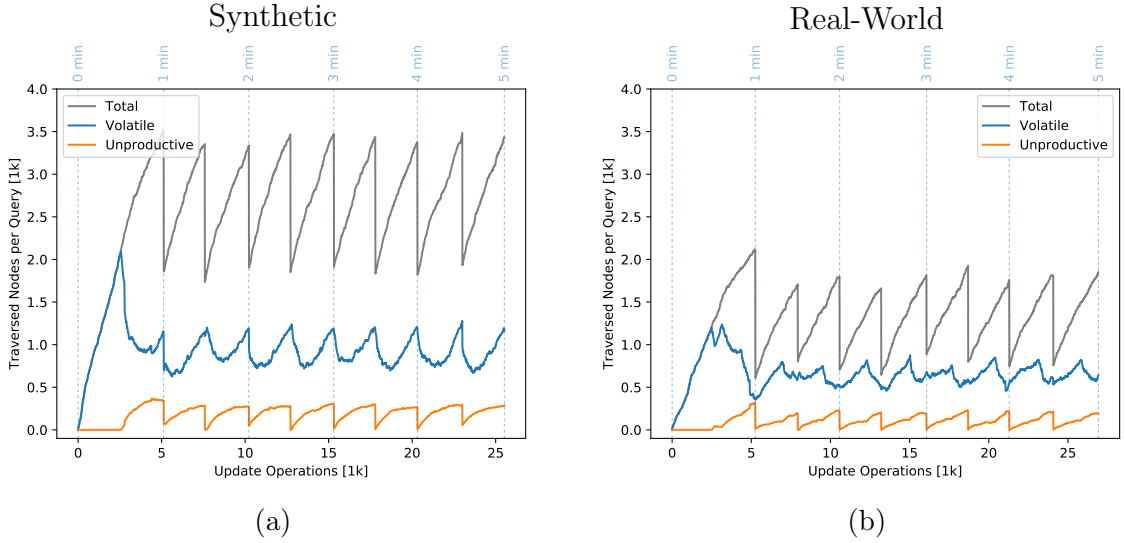 Synthetic
0 min 1 min 2 min 3 min 4 min 5 min
4.0
3.5
3.0
2.5
2.0
1.5
1.0
0.5
0.0
Traversed Nodes per Query [1k]
Total
Volatile
Unproductive
0 5 10 15 20 25
Update Operations [1k]
(a)
Real-World
0 min 1 min 2 min 3 min 4 min 5 min
4.0
3.5
3.0
2.5
2.0
1.5
1.0
0.5
0.0
Traversed Nodes per Query [1k]
Total
Volatile
Unproductive
0 5 10 15 20 25
Update Operations [1k]
(b)